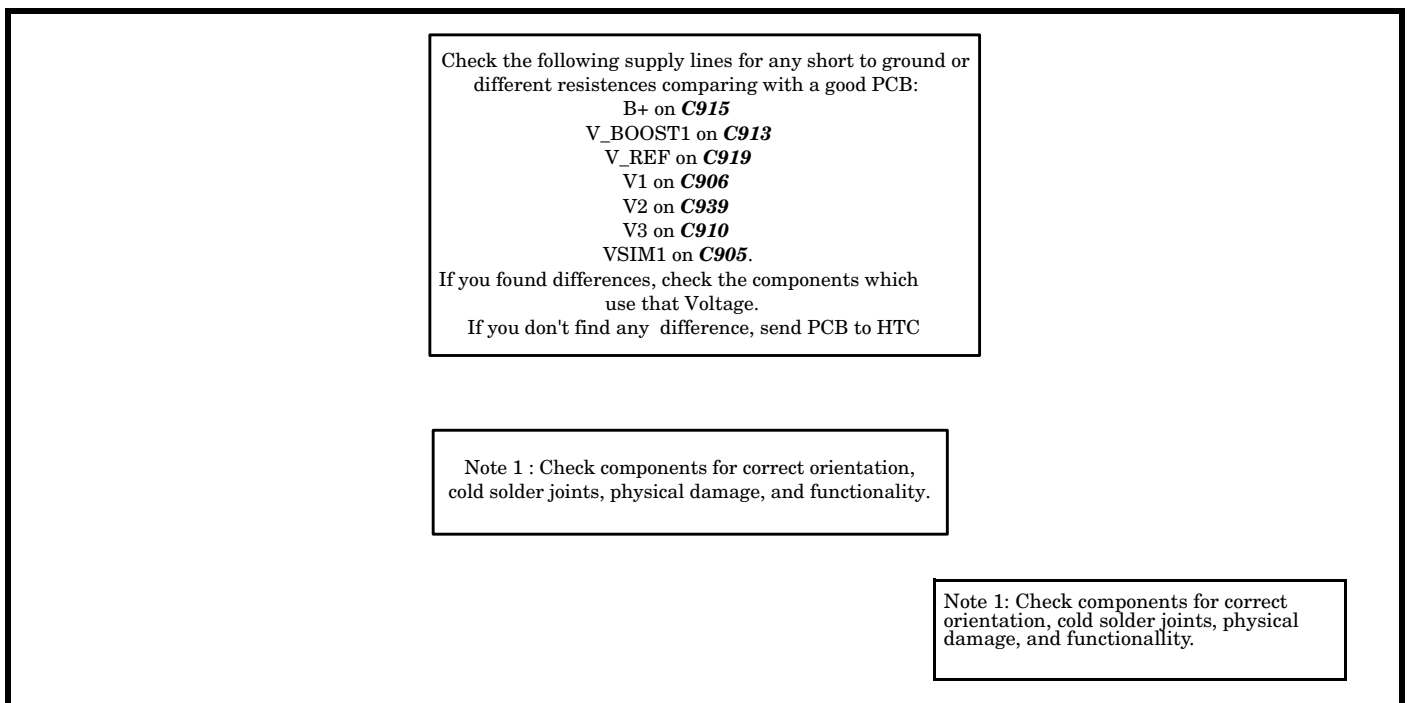 Check the following supply lines for any short to ground or
different resistences comparing with a good PCB:
B+ on C915
V_BOOST1 on C913
V_REF on C919
V1 on C906
V2 on C939
V3 on C910
VSIM1 on C905.
If you found differences, check the components which
use that Voltage.
If you don't find any difference, send PCB to HTC
Note 1 : Check components for correct orientation,
cold solder joints, physical damage, and functionality.
Note 1: Check components for correct
orientation, cold solder joints, physical
damage, and functionallity.